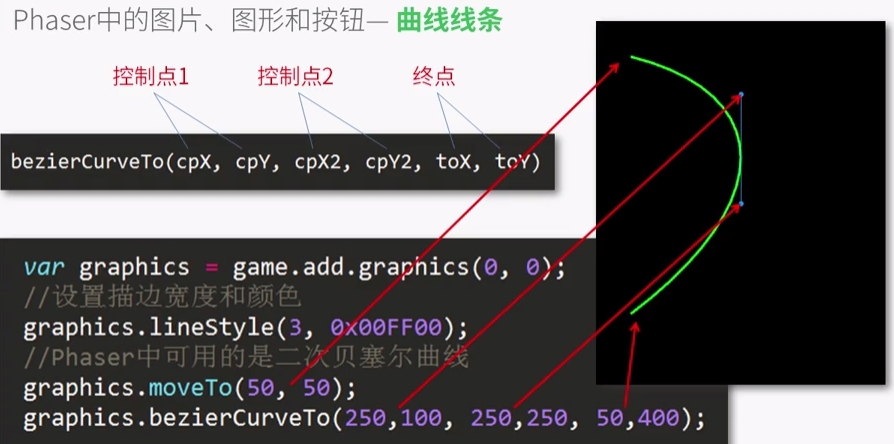 Phaser中的图片、图形和按钮— 曲线线条
控制点1 控制点2 终点
bezierCurveTo(cpX, cpY, cpX2, cpY2, toX, toY)
var graphics = game.add.graphics(0, 0);
//设置描边宽度和颜色
graphics.lineStyle(3, 0x00FF00);
//Phaser中可用的是二次贝塞尔曲线
graphics.moveTo(50, 50);
graphics.bezierCurveTo(250,100, 250,250, 50,400);